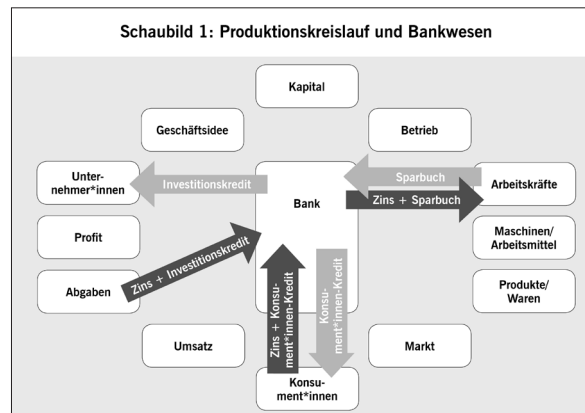 Schaubild 1: Produktionskreislauf und Bankwesen
Kapital
Geschäftsidee
Betrieb
Unter-
nehmer*innen
Investitionskredit
Bank
Sparbuch
Zins + Sparbuch
Arbeitskräfte
Profit
Maschinen/
Arbeitsmittel
Abgaben
Zins + Investitionskredit
Zins + Konsu-
ment*innen-Kredit
Konsu-
ment*innen-Kredit
Produkte/
Waren
Umsatz
Markt
Konsu-
ment*innen